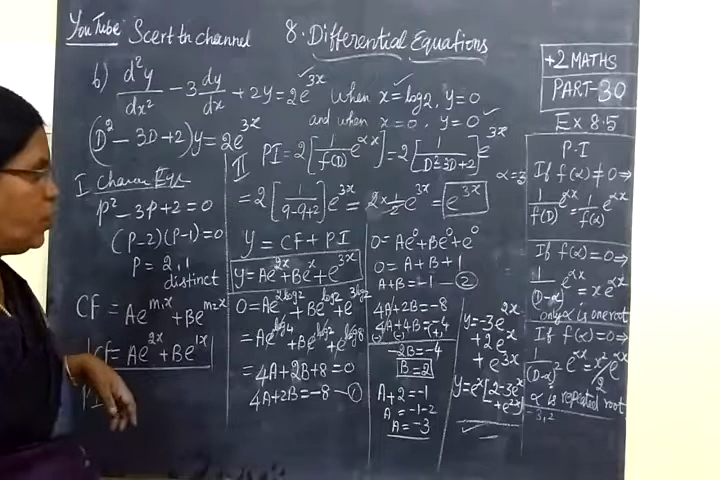 YouTube Scert tn channel
8. Differential Equations
b) d²y/dx² - 3 dy/dx + 2y = 2e^3x when x = log2, y = 0
and when x = 0, y = 0
(D² - 3D + 2)y = 2e^3x
I Charac Eqs
p² - 3p + 2 = 0
(p-2)(p-1) = 0
p = 2, 1
distinct
CF = Ae^m₁x + Be^m₂x
CF = Ae^2x + Be^1x
PI
II PI = 2[1/f(D) e^αx] = 2[1/(D²-3D+2)] e^3x α = 3
= 2[1/(9-9+2)] e^3x = 2 × 1/2 e^3x = e^3x
y = CF + PI
y = Ae^2x + Be^x + e^3x
0 = Ae^2log2 + Be^log2 + e^3log2
= Ae^log4 + Be^log2 + e^log8
= 4A + 2B + 8 = 0
4A + 2B = -8 — ①
0 = Ae⁰ + Be⁰ + e⁰
0 = A + B + 1
A + B = -1 — ②
4A + 2B = -8
4A + 4B = -4
(-) (-) (+)
-2B = -4
B = 2
A + 2 = -1
A = -1-2
A = -3
y = -3e^2x
+ 2e^x
+ e^3x
y = e^x[2 - 3e^x
+ e^2x]
+2 MATHS
PART-30
Ex 8.5
P.I
If f(α) ≠ 0 ⇒
1/f(D) e^αx = 1/f(α) e^αx
If f(α) = 0 ⇒
1/(D-α) e^αx = x e^αx
only α is one root
If f(α) = 0 ⇒
1/(D-α)² e^αx = x²/2 e^αx
α is repeated root